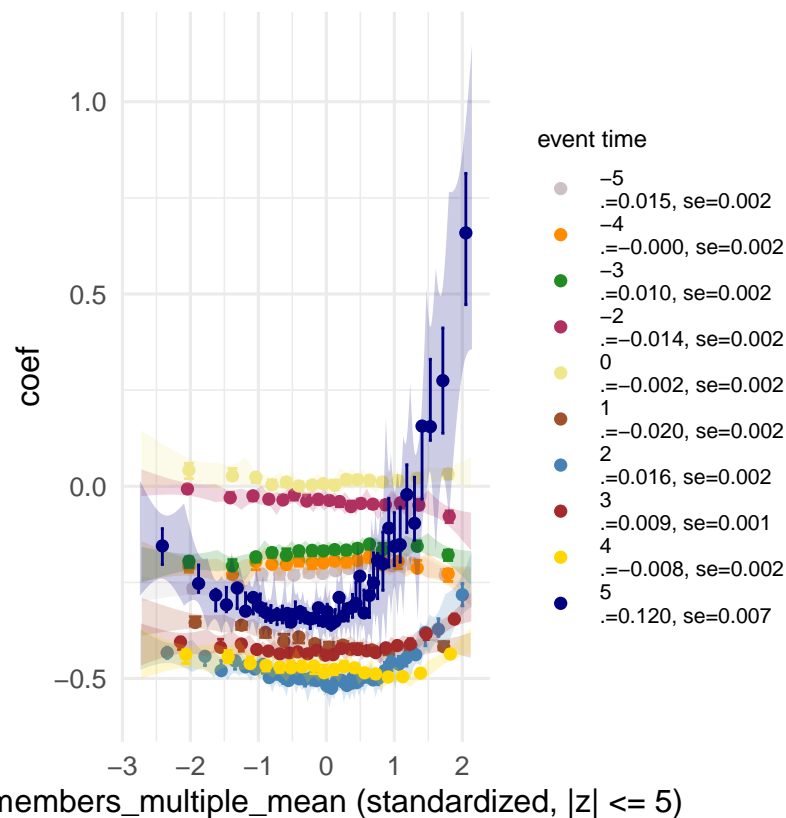 1.0
0.5
0.0
−0.5
coef
−3 −2 −1 0 1 2
members_multiple_mean (standardized, |z| <= 5)
event time
−5
.=0.015, se=0.002
−4
.=−0.000, se=0.002
−3
.=0.010, se=0.002
−2
.=−0.014, se=0.002
0
.=−0.002, se=0.002
1
.=−0.020, se=0.002
2
.=0.016, se=0.002
3
.=0.009, se=0.001
4
.=−0.008, se=0.002
5
.=0.120, se=0.007